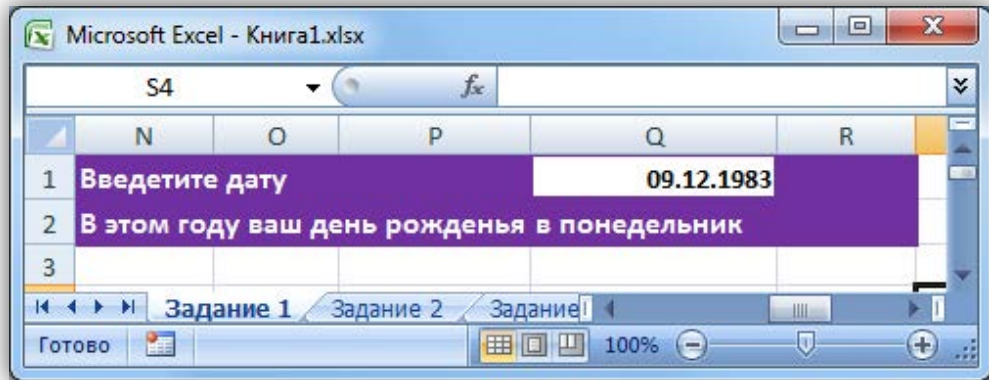 Microsoft Excel - Книга1.xlsx
S4 fx
N O P Q R
1 Введетите дату 09.12.1983
2 В этом году ваш день рожденья в понедельник
3
Задание 1 Задание 2 Задание
Готово 100%